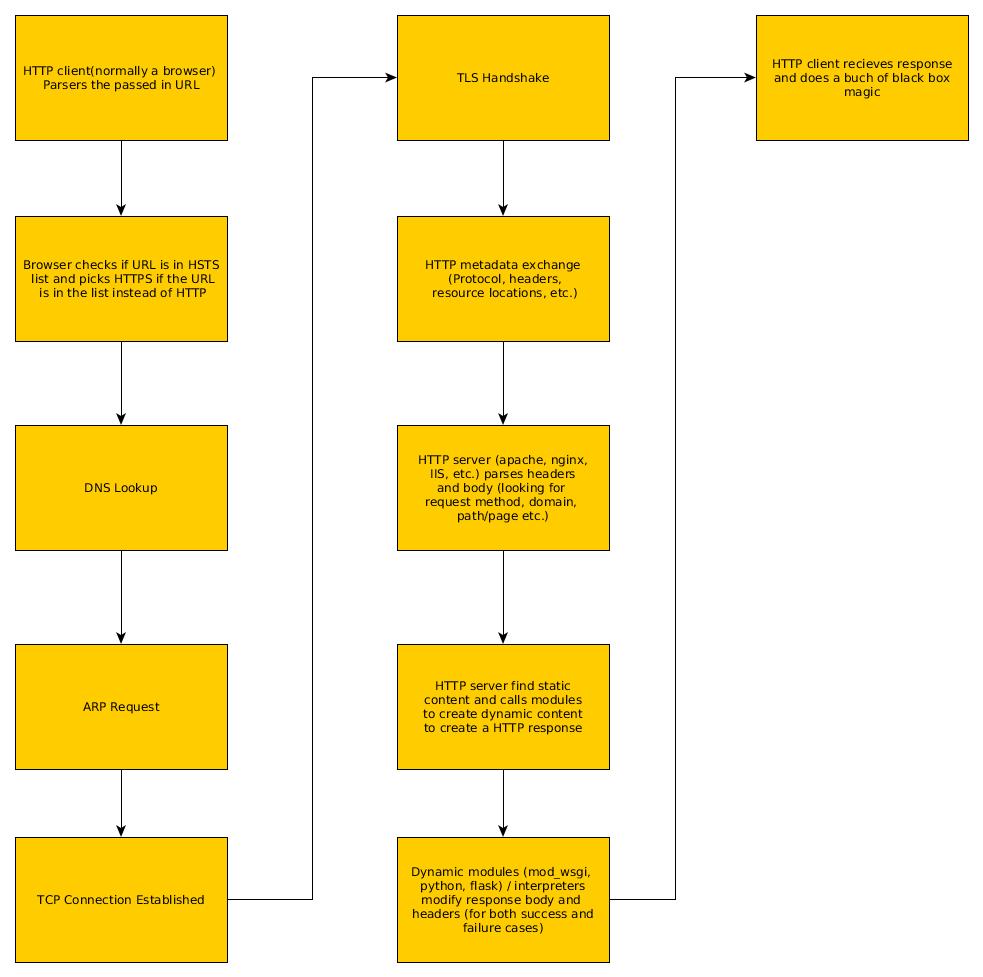 HTTP client(normally a browser)
Parsers the passed in URL
Browser checks if URL is in HSTS
list and picks HTTPS if the URL
is in the list instead of HTTP
DNS Lookup
ARP Request
TCP Connection Established
TLS Handshake
HTTP metadata exchange
(Protocol, headers,
resource locations, etc.)
HTTP server (apache, nginx,
IIS, etc.) parses headers
and body (looking for
request method, domain,
path/page etc.)
HTTP server find static
content and calls modules
to create dynamic content
to create a HTTP response
Dynamic modules (mod_wsgi,
python, flask) / interpreters
modify response body and
headers (for both success and
failure cases)
HTTP client recieves response
and does a buch of black box
magic